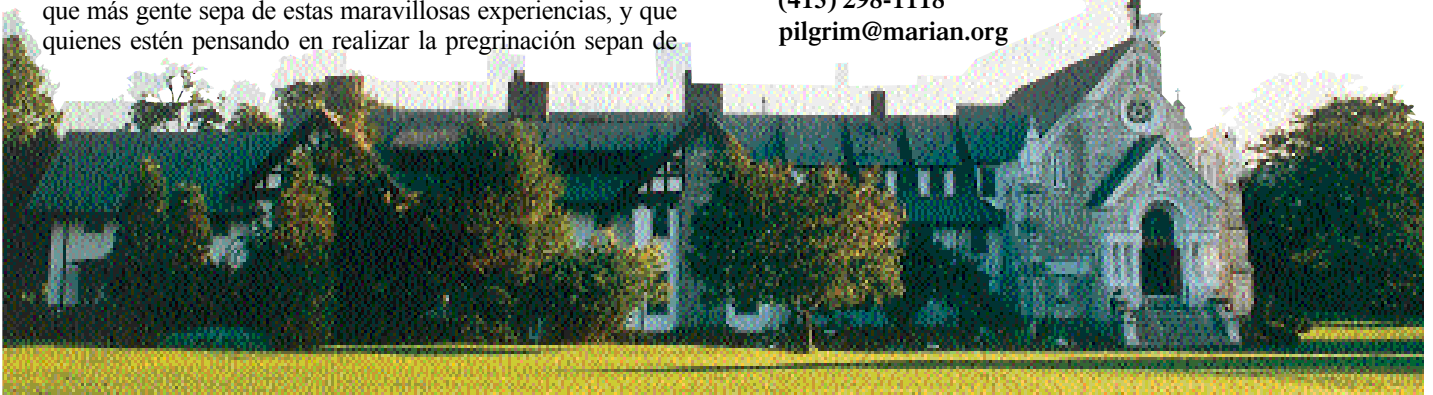 que más gente sepa de estas maravillosas experiencias, y que
quienes estén pensando en realizar la pregrinación sepan de
(413) 298-1118
pilgrim@marian.org